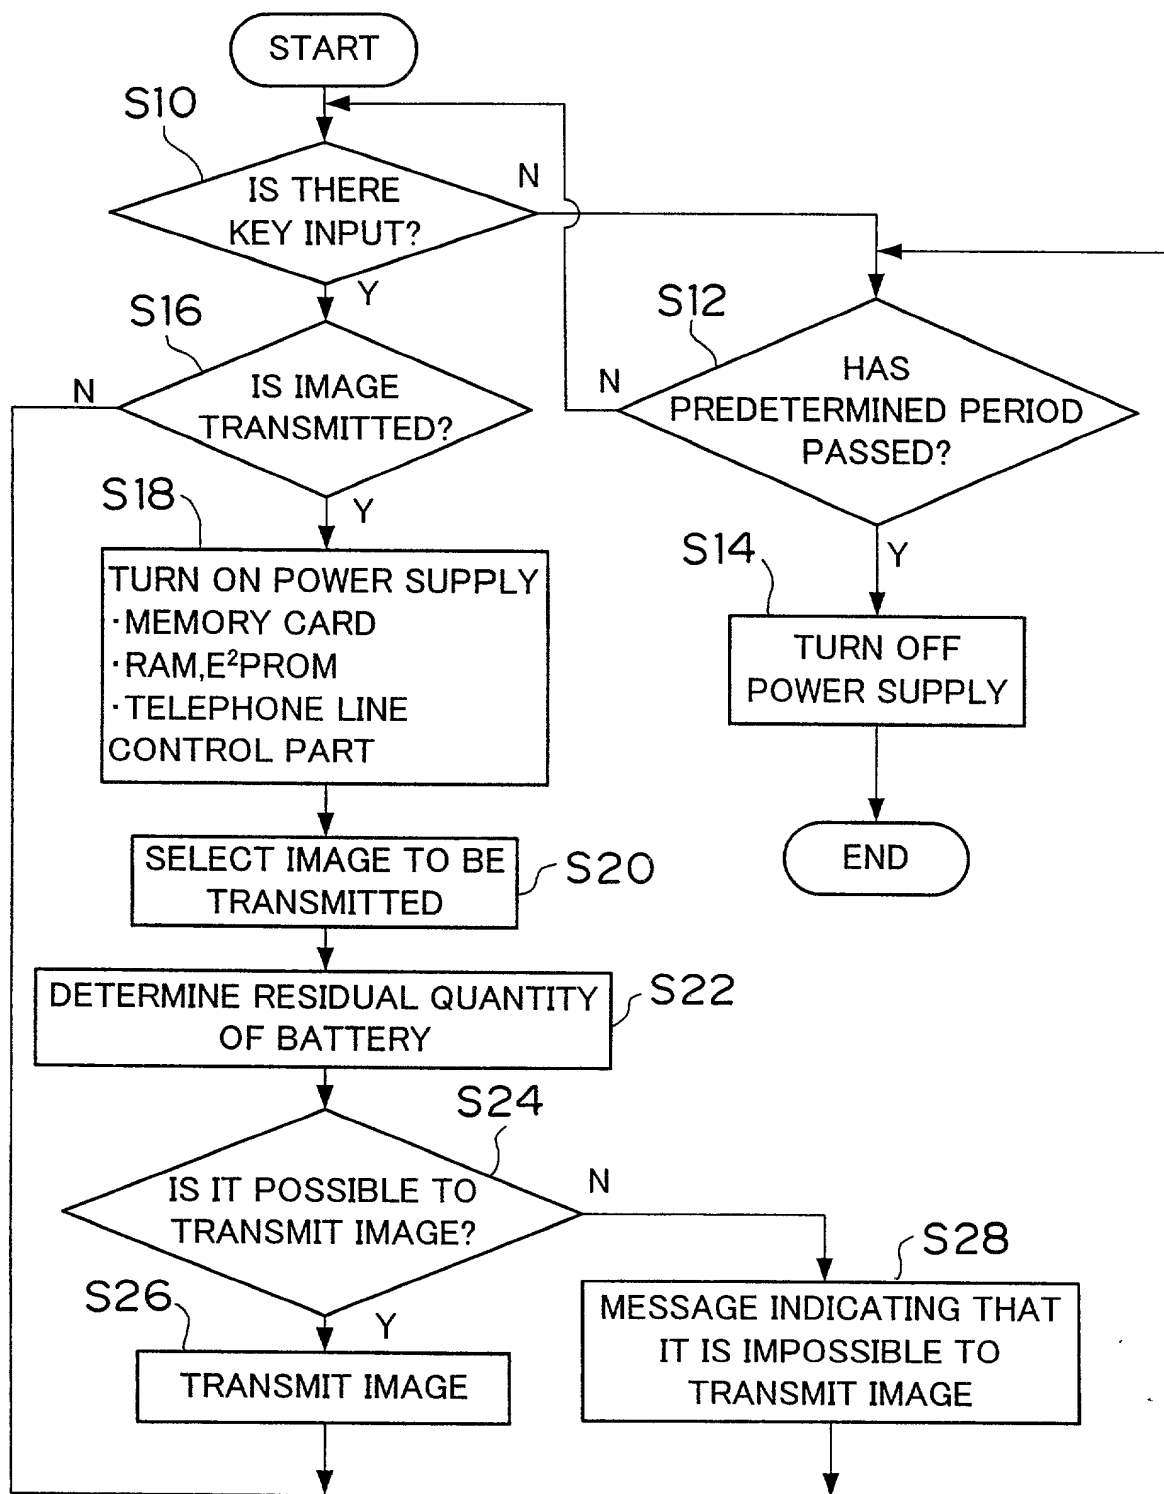 START
S10
IS THERE
KEY INPUT?
N
Y
S16
IS IMAGE
TRANSMITTED?
N
Y
S12
HAS
PREDETERMINED PERIOD
PASSED?
N
Y
S18
TURN ON POWER SUPPLY
·MEMORY CARD
·RAM,E²PROM
·TELEPHONE LINE
CONTROL PART
S14
TURN OFF
POWER SUPPLY
END
SELECT IMAGE TO BE
TRANSMITTED
S20
DETERMINE RESIDUAL QUANTITY
OF BATTERY
S22
S24
IS IT POSSIBLE TO
TRANSMIT IMAGE?
N
Y
S26
TRANSMIT IMAGE
S28
MESSAGE INDICATING THAT
IT IS IMPOSSIBLE TO
TRANSMIT IMAGE